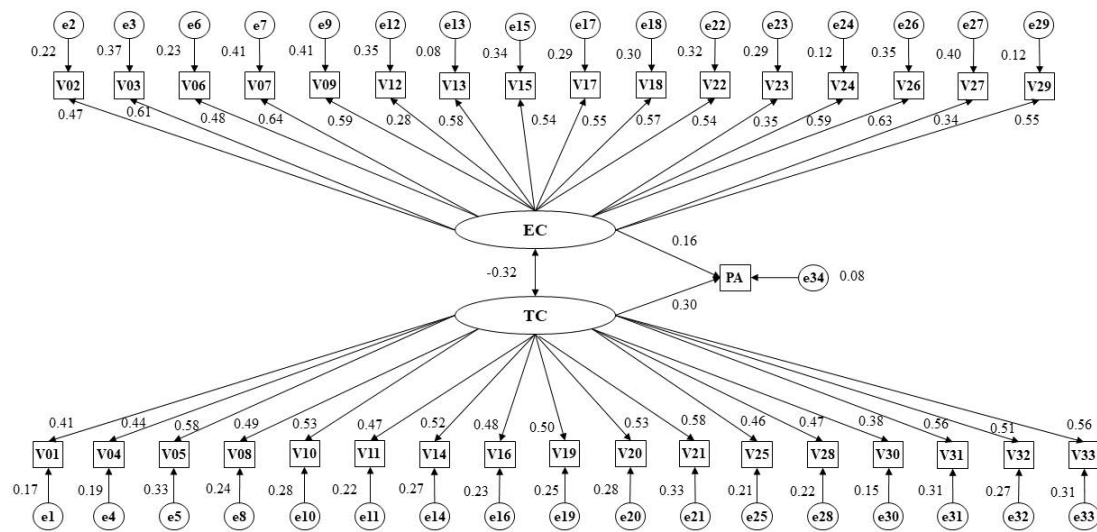 e2 e3 e6 e7 e9 e12 e13 e15 e17 e18 e22 e23 e24 e26 e27 e29
0.22 0.37 0.23 0.41 0.41 0.35 0.08 0.34 0.29 0.30 0.32 0.29 0.12 0.35 0.40 0.12
V02 V03 V06 V07 V09 V12 V13 V15 V17 V18 V22 V23 V24 V26 V27 V29
0.47 0.61 0.48 0.64 0.59 0.28 0.58 0.54 0.55 0.57 0.54 0.35 0.59 0.63 0.34 0.55
EC
0.16
-0.32 PA e34 0.08
0.30
TC
0.41 0.44 0.58 0.49 0.53 0.47 0.52 0.48 0.50 0.53 0.58 0.46 0.47 0.38 0.56 0.51 0.56
V01 V04 V05 V08 V10 V11 V14 V16 V19 V20 V21 V25 V28 V30 V31 V32 V33
0.17 0.19 0.33 0.24 0.28 0.22 0.27 0.23 0.25 0.28 0.33 0.21 0.22 0.15 0.31 0.27 0.31
e1 e4 e5 e8 e10 e11 e14 e16 e19 e20 e21 e25 e28 e30 e31 e32 e33